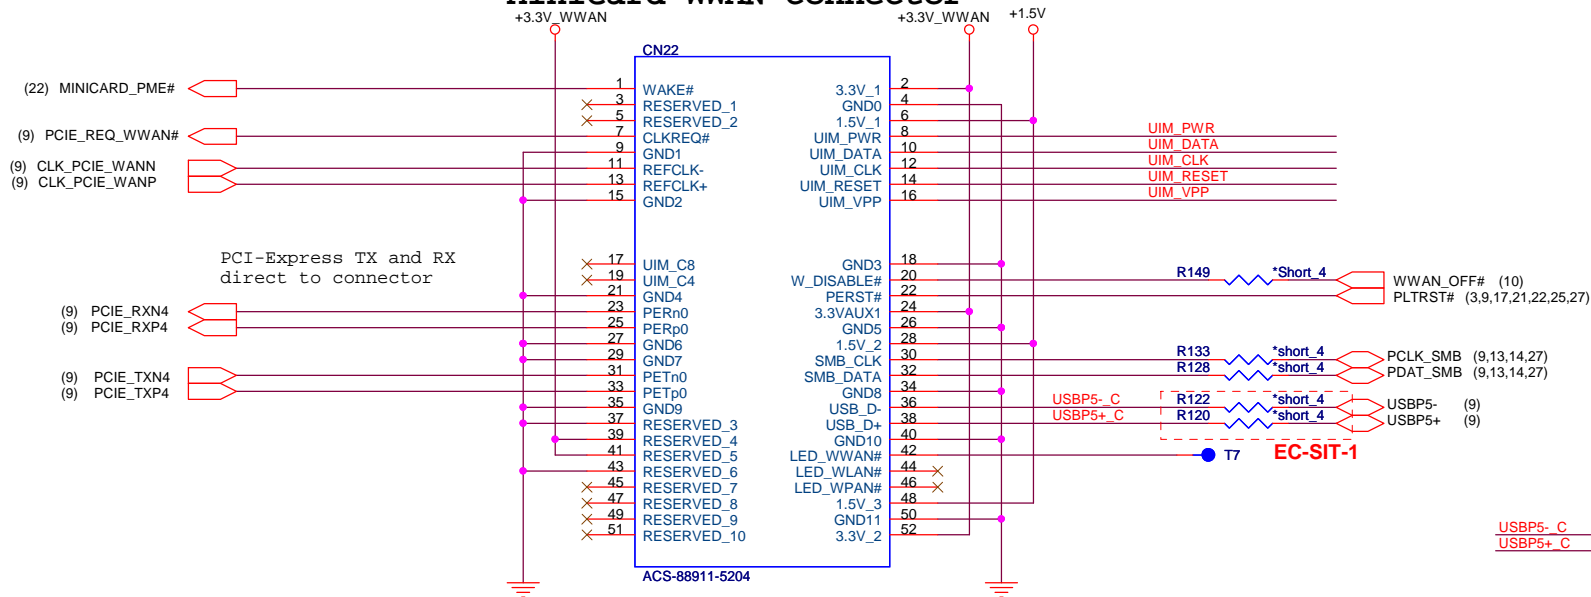 Minicard WWAN Connector
+3.3V_WWAN
+3.3V_WWAN
+1.5V
CN22
(22) MINICARD_PME#
1 WAKE#
3 RESERVED_1
5 RESERVED_2
(9) PCIE_REQ_WWAN#
7 CLKREQ#
9 GND1
(9) CLK_PCIE_WANN
11 REFCLK-
(9) CLK_PCIE_WANP
13 REFCLK+
15 GND2
3.3V_1 2
GND0 4
1.5V_1 6
UIM_PWR 8 UIM_PWR
UIM_DATA 10 UIM_DATA
UIM_CLK 12 UIM_CLK
UIM_RESET 14 UIM_RESET
UIM_VPP 16 UIM_VPP
PCI-Express TX and RX
direct to connector
17 UIM_C8
19 UIM_C4
21 GND4
(9) PCIE_RXN4
23 PERn0
(9) PCIE_RXP4
25 PERp0
27 GND6
29 GND7
(9) PCIE_TXN4
31 PETn0
(9) PCIE_TXP4
33 PETp0
35 GND9
37 RESERVED_3
39 RESERVED_4
41 RESERVED_5
43 RESERVED_6
45 RESERVED_7
47 RESERVED_8
49 RESERVED_9
51 RESERVED_10
GND3 18
W_DISABLE# 20 R149 *Short_4 WWAN_OFF# (10)
PERST# 22 PLTRST# (3,9,17,21,22,25,27)
3.3VAUX1 24
GND5 26
1.5V_2 28
SMB_CLK 30 R133 *short_4 PCLK_SMB (9,13,14,27)
SMB_DATA 32 R128 *short_4 PDAT_SMB (9,13,14,27)
GND8 34
USB_D- 36 USBP5-_C R122 *short_4 USBP5- (9)
USB_D+ 38 USBP5+_C R120 *short_4 USBP5+ (9)
GND10 40
LED_WWAN# 42 T7
EC-SIT-1
LED_WLAN# 44
LED_WPAN# 46
1.5V_3 48
GND11 50
3.3V_2 52
USBP5-_C
USBP5+_C
ACS-88911-5204